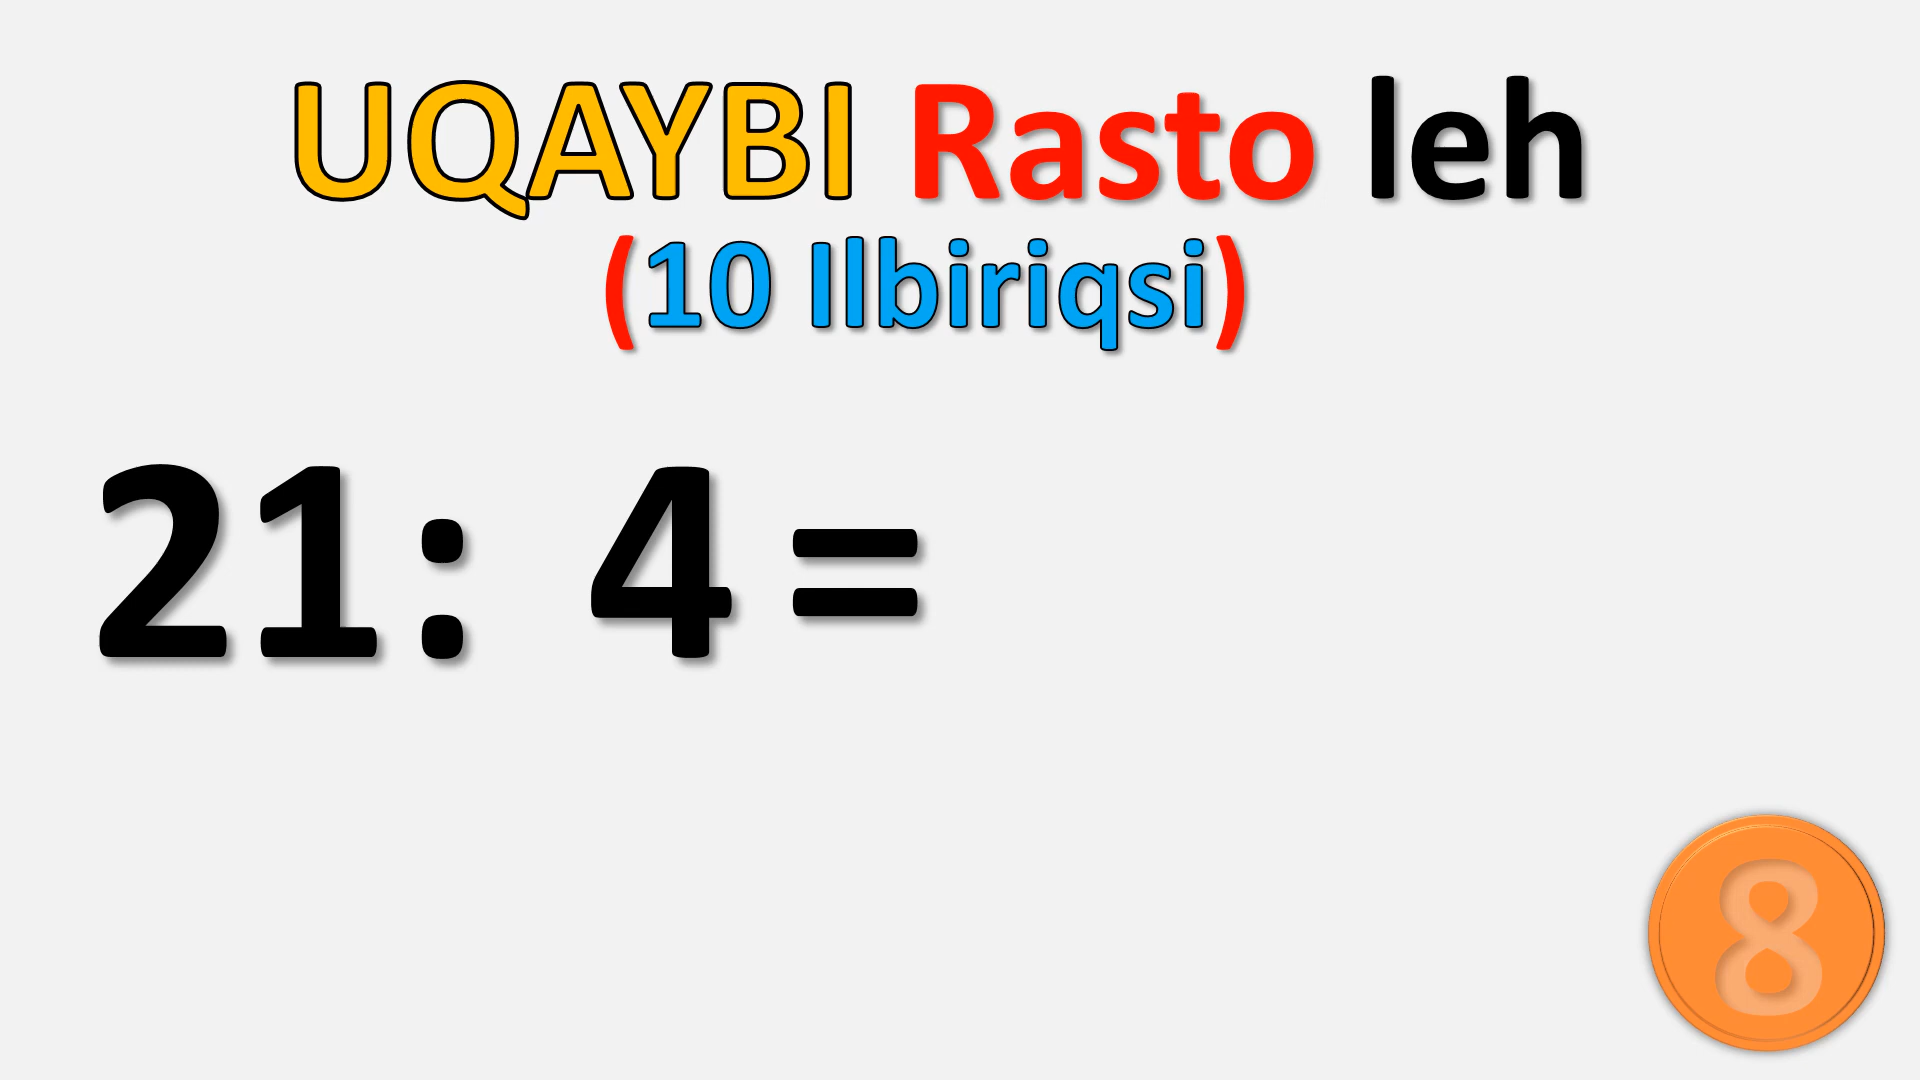 UQAYBI Rasto leh
(10 Ilbiriqsi)
21: 4 =
8